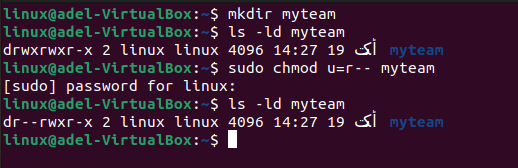 linux@adel-VirtualBox:~$ mkdir myteam
linux@adel-VirtualBox:~$ ls -ld myteam
drwxrwxr-x 2 linux linux 4096 أكت 19 14:27 myteam
linux@adel-VirtualBox:~$ sudo chmod u=r-- myteam
[sudo] password for linux:
linux@adel-VirtualBox:~$ ls -ld myteam
dr--rwxr-x 2 linux linux 4096 أكت 19 14:27 myteam
linux@adel-VirtualBox:~$